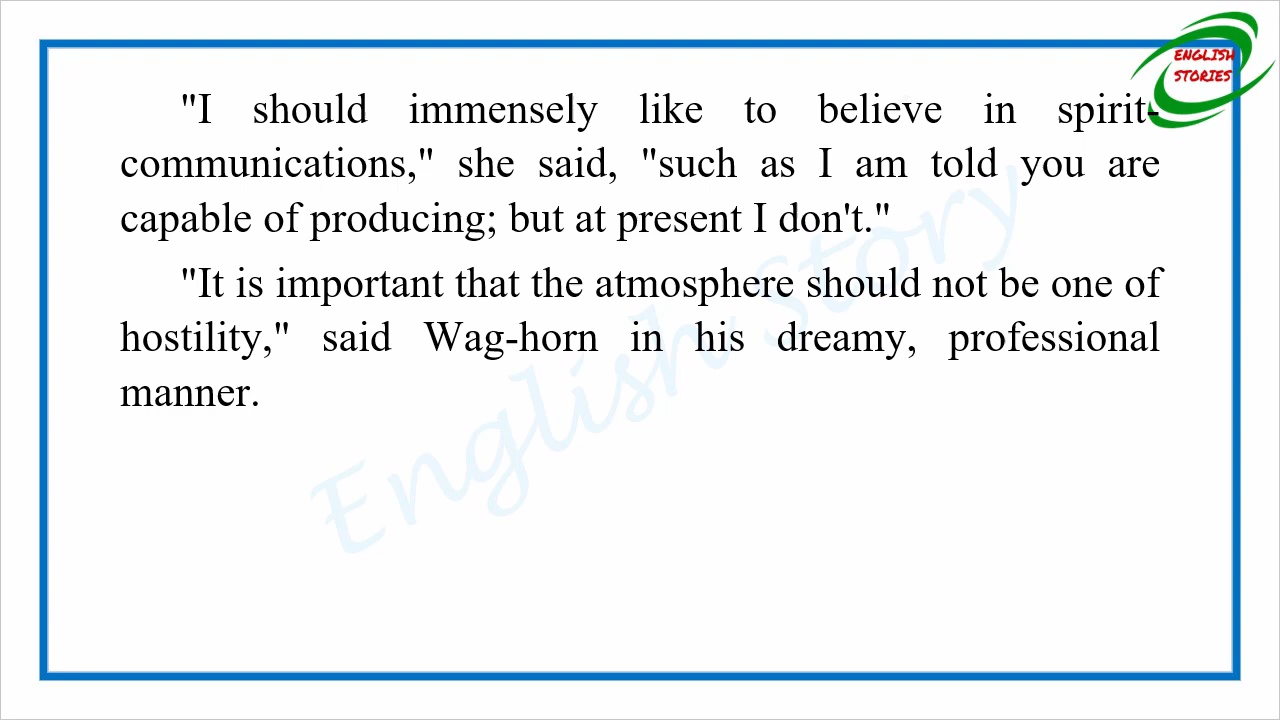 ENGLISH
STORIES
"I should immensely like to believe in spirit-
communications," she said, "such as I am told you are
capable of producing; but at present I don't."
"It is important that the atmosphere should not be one of
hostility," said Wag-horn in his dreamy, professional
manner.
English Story